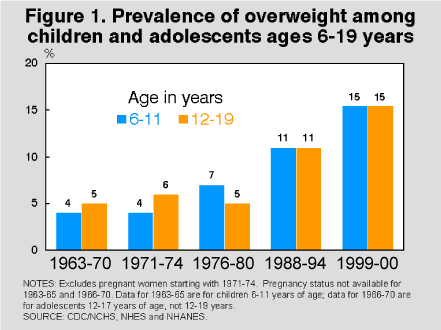 Figure 1. Prevalence of overweight among
children and adolescents ages 6-19 years
%
20
15
10
5
0
Age in years
6-11 12-19
4 5 4 6 7 5 11 11 15 15
1963-70 1971-74 1976-80 1988-94 1999-00
NOTES: Excludes pregnant women starting with 1971-74. Pregnancy status not available for
1963-65 and 1966-70. Data for 1963-65 are for children 6-11 years of age; data for 1966-70 are
for adolescents 12-17 years of age, not 12-19 years.
SOURCE: CDC/NCHS, NHES and NHANES.